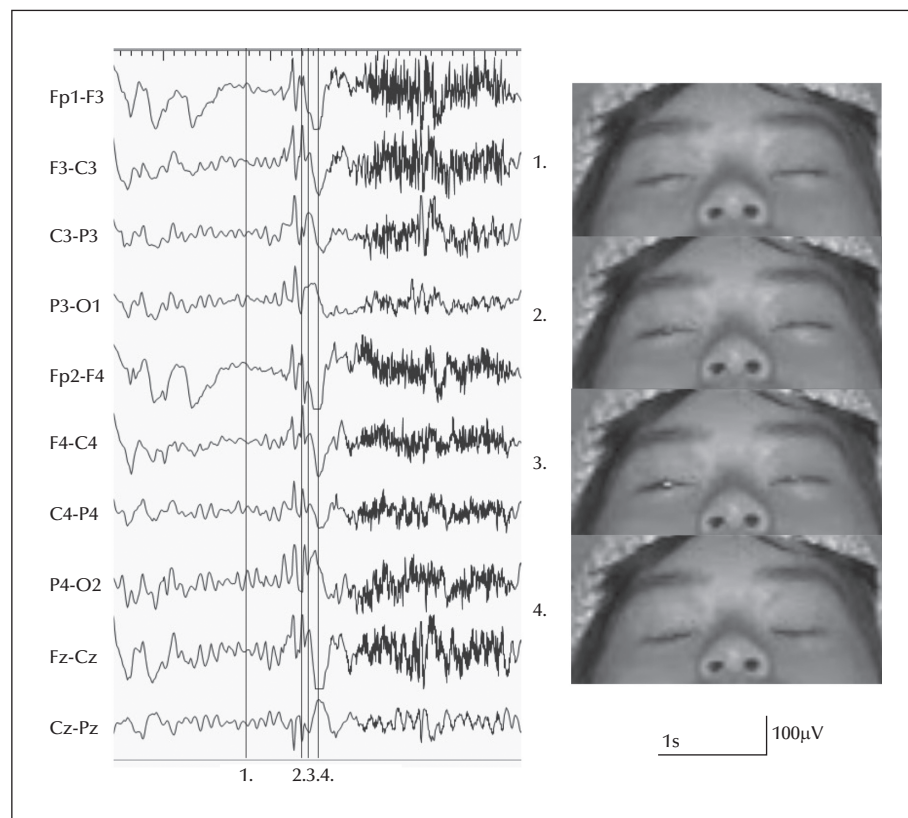 Fp1-F3
F3-C3
C3-P3
P3-O1
Fp2-F4
F4-C4
C4-P4
P4-O2
Fz-Cz
Cz-Pz
1. 2.3.4.
1.
2.
3.
4.
1s 100µV